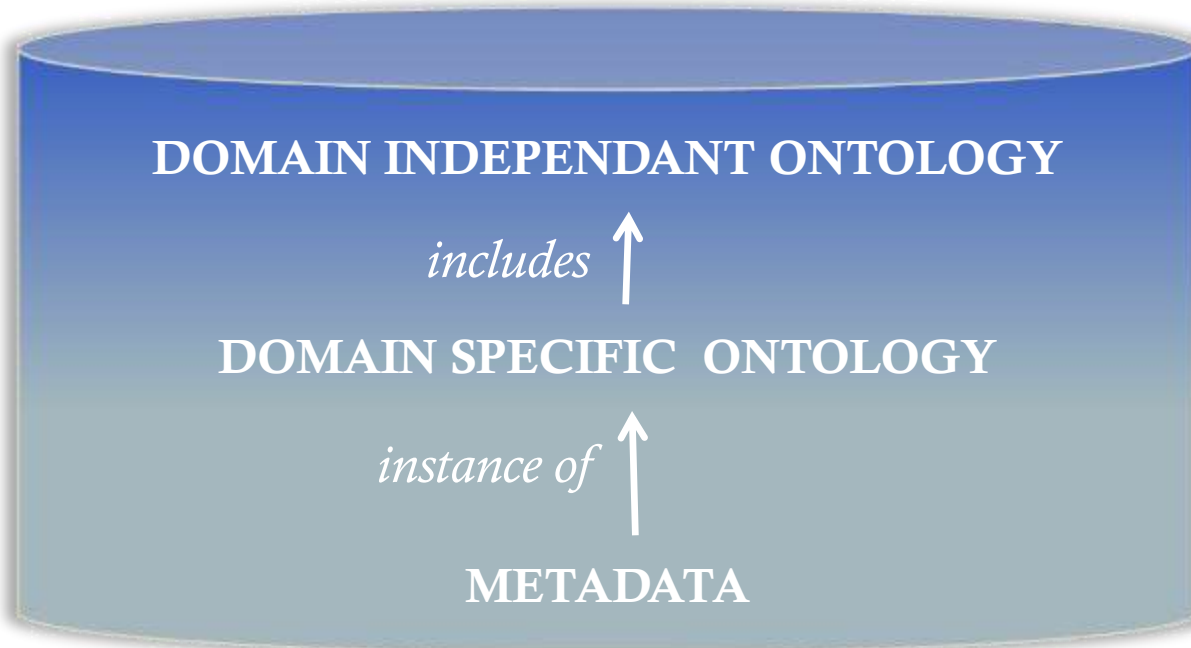 DOMAIN INDEPENDANT ONTOLOGY
includes
DOMAIN SPECIFIC ONTOLOGY
instance of
METADATA